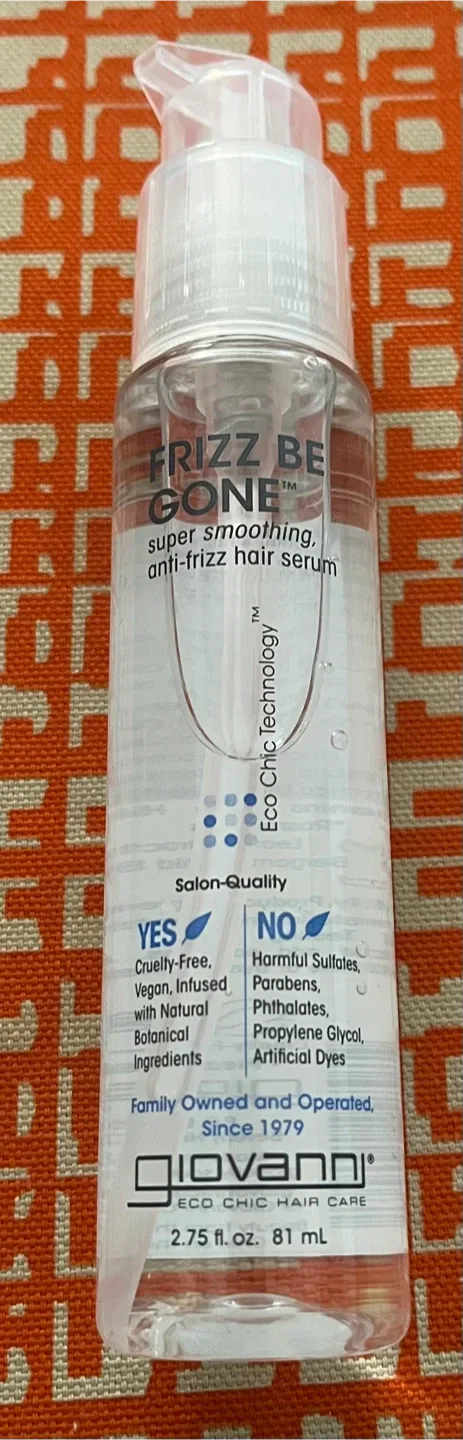 FRIZZ BE
GONE™
super smoothing,
anti-frizz hair serum
Eco Chic Technology™
Salon-Quality
YES
Cruelty-Free,
Vegan, Infused
with Natural
Botanical
Ingredients
NO
Harmful Sulfates,
Parabens,
Phthalates,
Propylene Glycol,
Artificial Dyes
Family Owned and Operated,
Since 1979
giovanni®
ECO CHIC HAIR CARE
2.75 fl. oz. 81 mL